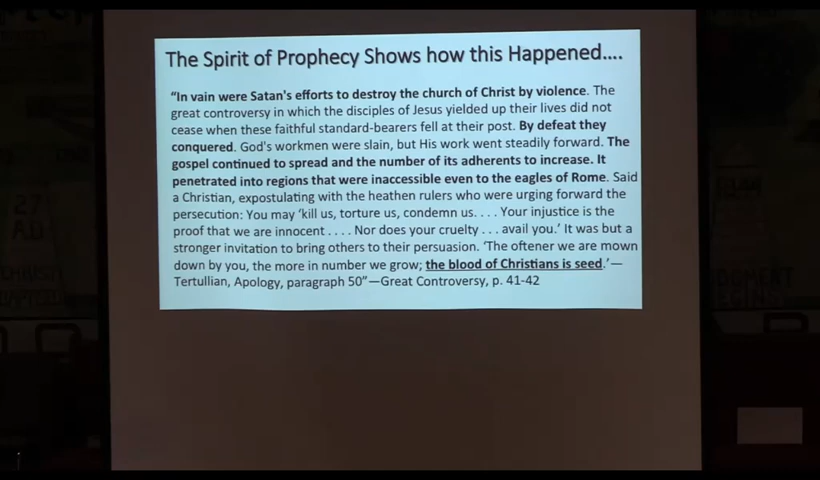 The Spirit of Prophecy Shows how this Happened....
"In vain were Satan's efforts to destroy the church of Christ by violence. The
great controversy in which the disciples of Jesus yielded up their lives did not
cease when these faithful standard-bearers fell at their post. By defeat they
conquered. God's workmen were slain, but His work went steadily forward. The
gospel continued to spread and the number of its adherents to increase. It
penetrated into regions that were inaccessible even to the eagles of Rome. Said
a Christian, expostulating with the heathen rulers who were urging forward the
persecution: You may 'kill us, torture us, condemn us. . . . Your injustice is the
proof that we are innocent . . . . Nor does your cruelty . . . avail you.' It was but a
stronger invitation to bring others to their persuasion. 'The oftener we are mown
down by you, the more in number we grow; the blood of Christians is seed.'—
Tertullian, Apology, paragraph 50"—Great Controversy, p. 41-42
27